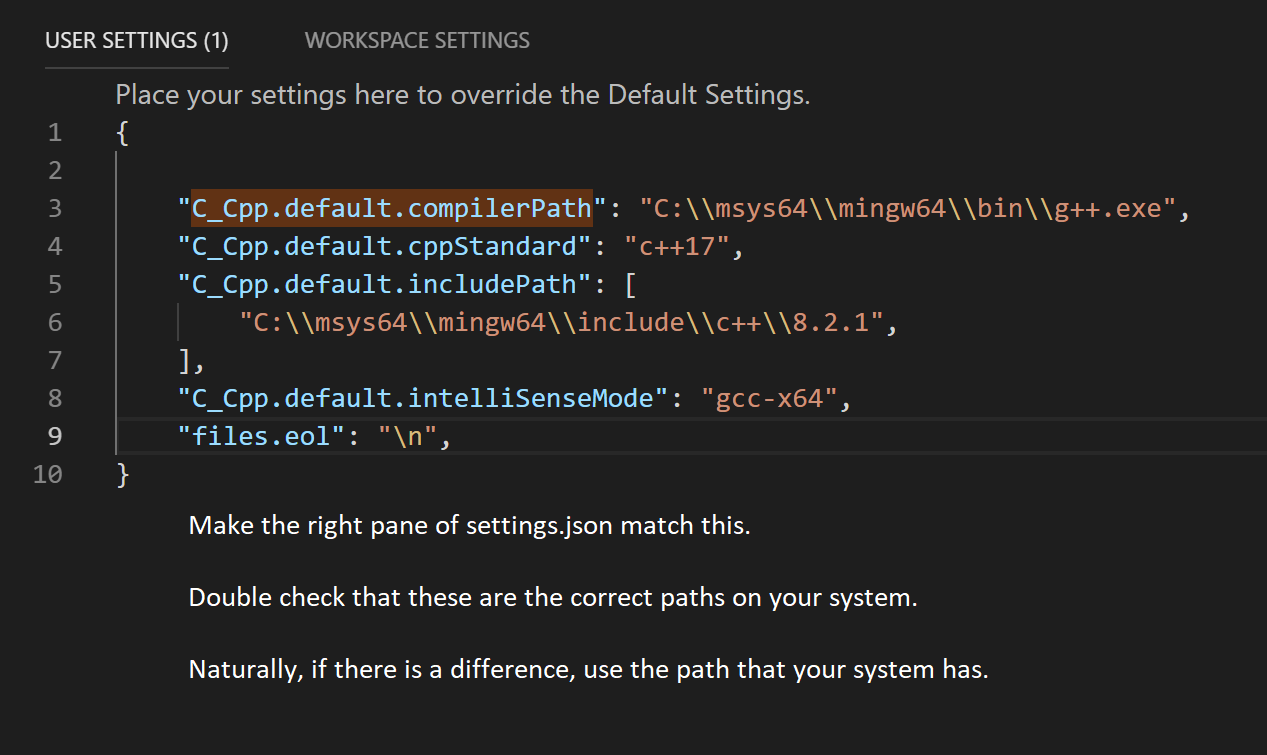 USER SETTINGS (1) WORKSPACE SETTINGS
Place your settings here to override the Default Settings.
1 {
2
3 "C_Cpp.default.compilerPath": "C:\\msys64\\mingw64\\bin\\g++.exe",
4 "C_Cpp.default.cppStandard": "c++17",
5 "C_Cpp.default.includePath": [
6 "C:\\msys64\\mingw64\\include\\c++\\8.2.1",
7 ],
8 "C_Cpp.default.intelliSenseMode": "gcc-x64",
9 "files.eol": "\n",
10 }
Make the right pane of settings.json match this.
Double check that these are the correct paths on your system.
Naturally, if there is a difference, use the path that your system has.